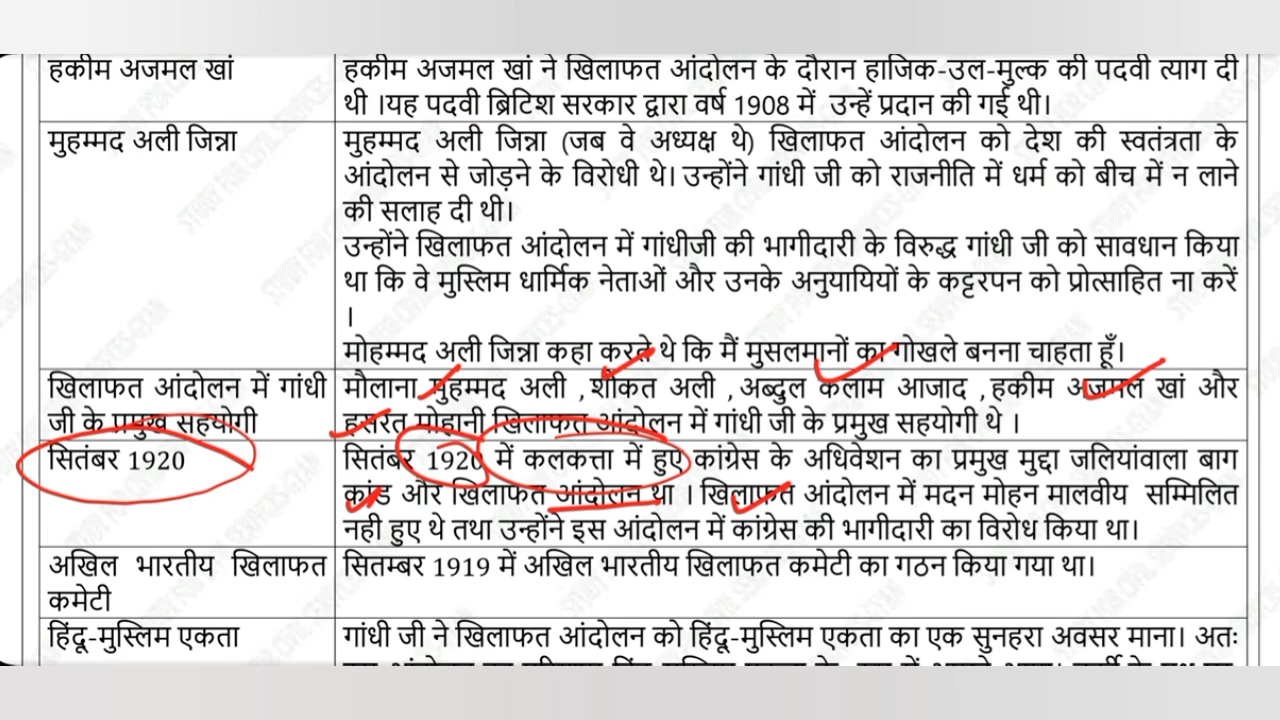 हकीम अजमल खां
हकीम अजमल खां ने खिलाफत आंदोलन के दौरान हाजिक-उल-मुल्क की पदवी त्याग दी
थी ।यह पदवी ब्रिटिश सरकार द्वारा वर्ष 1908 में उन्हें प्रदान की गई थी।
मुहम्मद अली जिन्ना
मुहम्मद अली जिन्ना (जब वे अध्यक्ष थे) खिलाफत आंदोलन को देश की स्वतंत्रता के
आंदोलन से जोड़ने के विरोधी थे। उन्होंने गांधी जी को राजनीति में धर्म को बीच में न लाने
की सलाह दी थी।
उन्होंने खिलाफत आंदोलन में गांधीजी की भागीदारी के विरुद्ध गांधी जी को सावधान किया
था कि वे मुस्लिम धार्मिक नेताओं और उनके अनुयायियों के कट्टरपन को प्रोत्साहित ना करें
।
मोहम्मद अली जिन्ना कहा करते थे कि मैं मुसलमानों का गोखले बनना चाहता हूँ।
खिलाफत आंदोलन में गांधी
जी के प्रमुख सहयोगी
मौलाना मुहम्मद अली ,शौकत अली ,अब्दुल कलाम आजाद ,हकीम अजमल खां और
हसरत मोहानी खिलाफत आंदोलन में गांधी जी के प्रमुख सहयोगी थे ।
सितंबर 1920
सितंबर 1920 में कलकत्ता में हुए कांग्रेस के अधिवेशन का प्रमुख मुद्दा जलियांवाला बाग
कांड और खिलाफत आंदोलन था । खिलाफत आंदोलन में मदन मोहन मालवीय सम्मिलित
नही हुए थे तथा उन्होंने इस आंदोलन में कांग्रेस की भागीदारी का विरोध किया था।
अखिल भारतीय खिलाफत
कमेटी
सितम्बर 1919 में अखिल भारतीय खिलाफत कमेटी का गठन किया गया था।
हिंदू-मुस्लिम एकता
गांधी जी ने खिलाफत आंदोलन को हिंदू-मुस्लिम एकता का एक सुनहरा अवसर माना। अतः